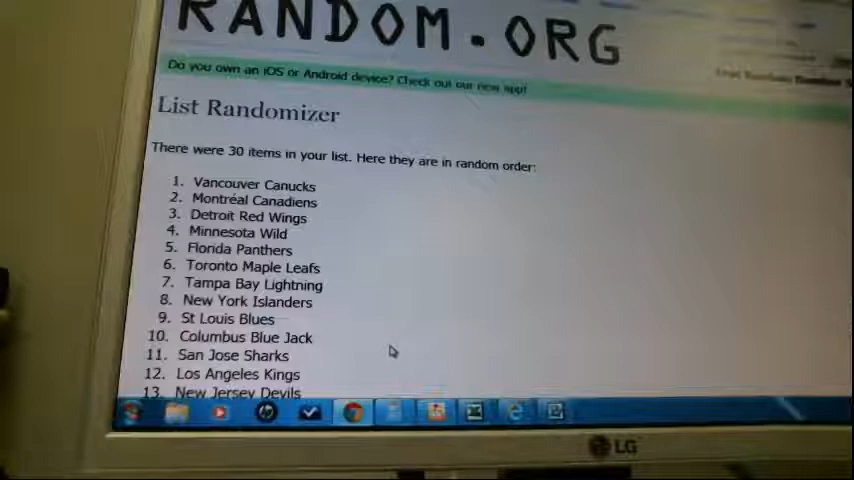 RANDOM.ORG
Do you own an iOS or Android device? Check out our new app!
List Randomizer
There were 30 items in your list. Here they are in random order:
1. Vancouver Canucks
2. Montréal Canadiens
3. Detroit Red Wings
4. Minnesota Wild
5. Florida Panthers
6. Toronto Maple Leafs
7. Tampa Bay Lightning
8. New York Islanders
9. St Louis Blues
10. Columbus Blue Jack
11. San Jose Sharks
12. Los Angeles Kings
13. New Jersey Devils
LG